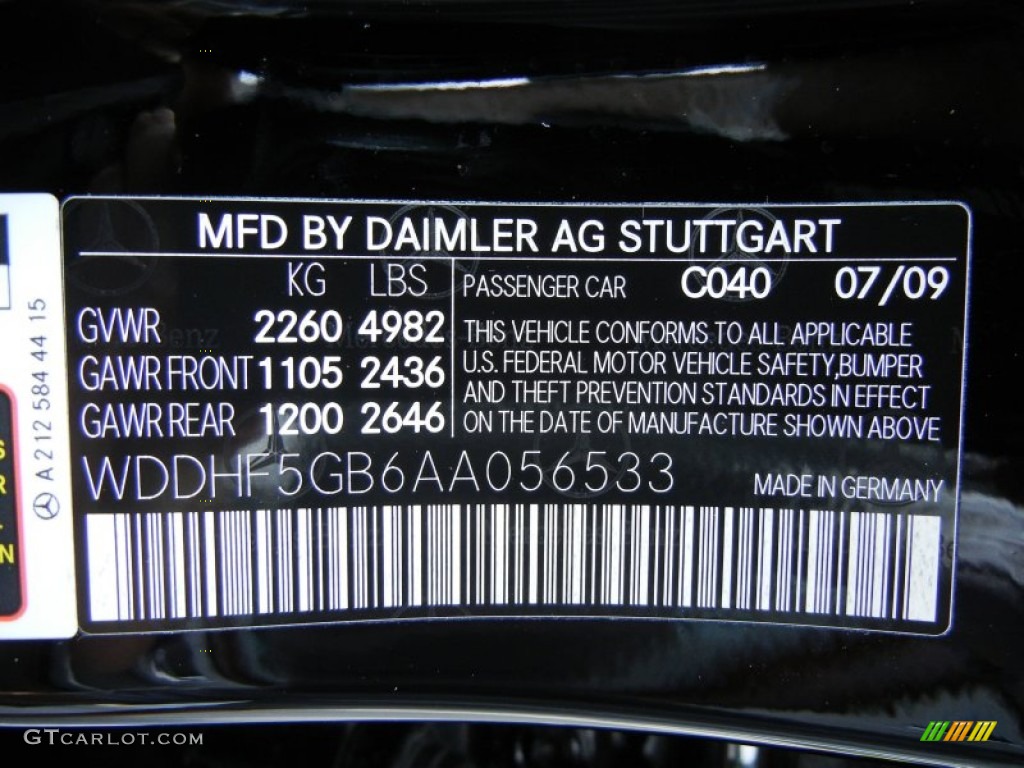 MFD BY DAIMLER AG STUTTGART
KG LBS
GVWR 2260 4982
GAWR FRONT 1105 2436
GAWR REAR 1200 2646
PASSENGER CAR C040 07/09
THIS VEHICLE CONFORMS TO ALL APPLICABLE
U.S. FEDERAL MOTOR VEHICLE SAFETY,BUMPER
AND THEFT PREVENTION STANDARDS IN EFFECT
ON THE DATE OF MANUFACTURE SHOWN ABOVE
WDDHF5GB6AA056533 MADE IN GERMANY
A 212 584 44 15
GTCARLOT.COM